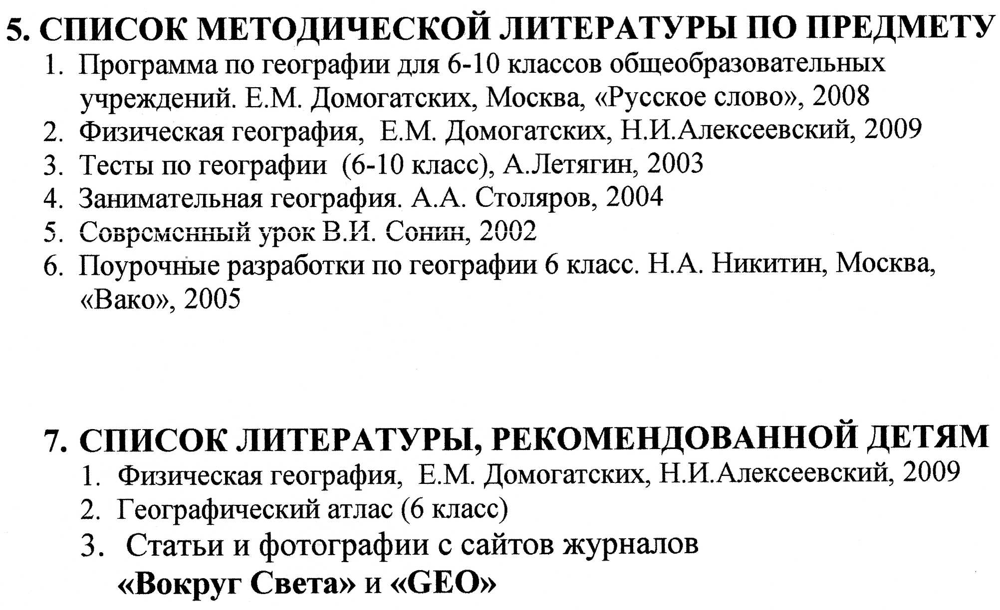 5. СПИСОК МЕТОДИЧЕСКОЙ ЛИТЕРАТУРЫ ПО ПРЕДМЕТУ
1. Программа по географии для 6-10 классов общеобразовательных
учреждений. Е.М. Домогатских, Москва, «Русское слово», 2008
2. Физическая география, Е.М. Домогатских, Н.И.Алексеевский, 2009
3. Тесты по географии (6-10 класс), А.Летягин, 2003
4. Занимательная география. А.А. Столяров, 2004
5. Современный урок В.И. Сонин, 2002
6. Поурочные разработки по географии 6 класс. Н.А. Никитин, Москва,
«Вако», 2005
7. СПИСОК ЛИТЕРАТУРЫ, РЕКОМЕНДОВАННОЙ ДЕТЯМ
1. Физическая география, Е.М. Домогатских, Н.И.Алексеевский, 2009
2. Географический атлас (6 класс)
3. Статьи и фотографии с сайтов журналов
«Вокруг Света» и «GEO»